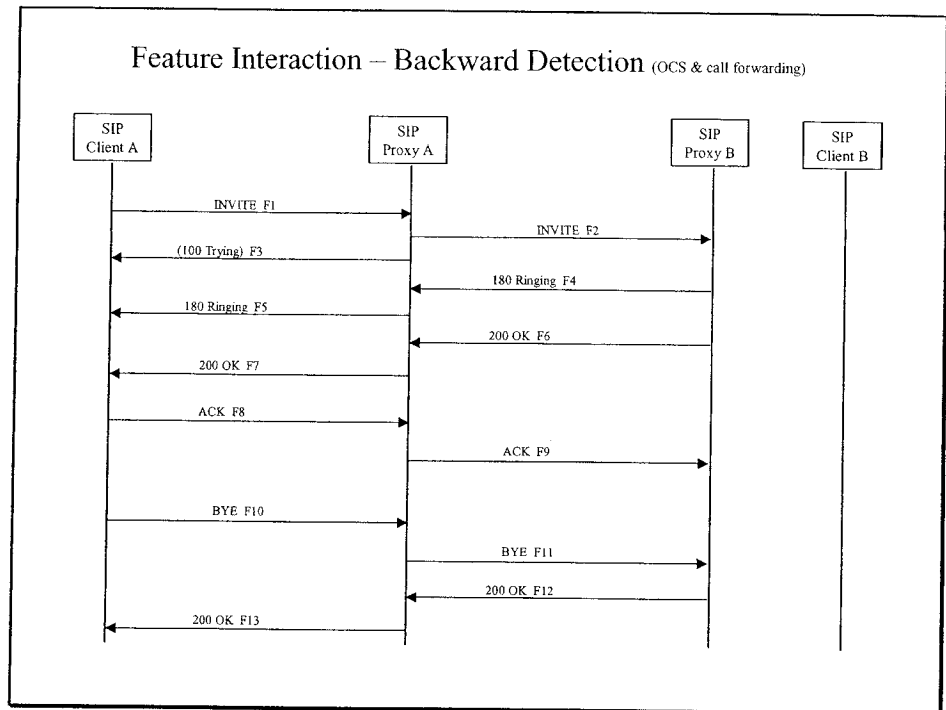 Feature Interaction – Backward Detection (OCS & call forwarding)
SIP
Client A
SIP
Proxy A
SIP
Proxy B
SIP
Client B
INVITE F1
INVITE F2
(100 Trying) F3
180 Ringing F4
180 Ringing F5
200 OK F6
200 OK F7
ACK F8
ACK F9
BYE F10
BYE F11
200 OK F12
200 OK F13